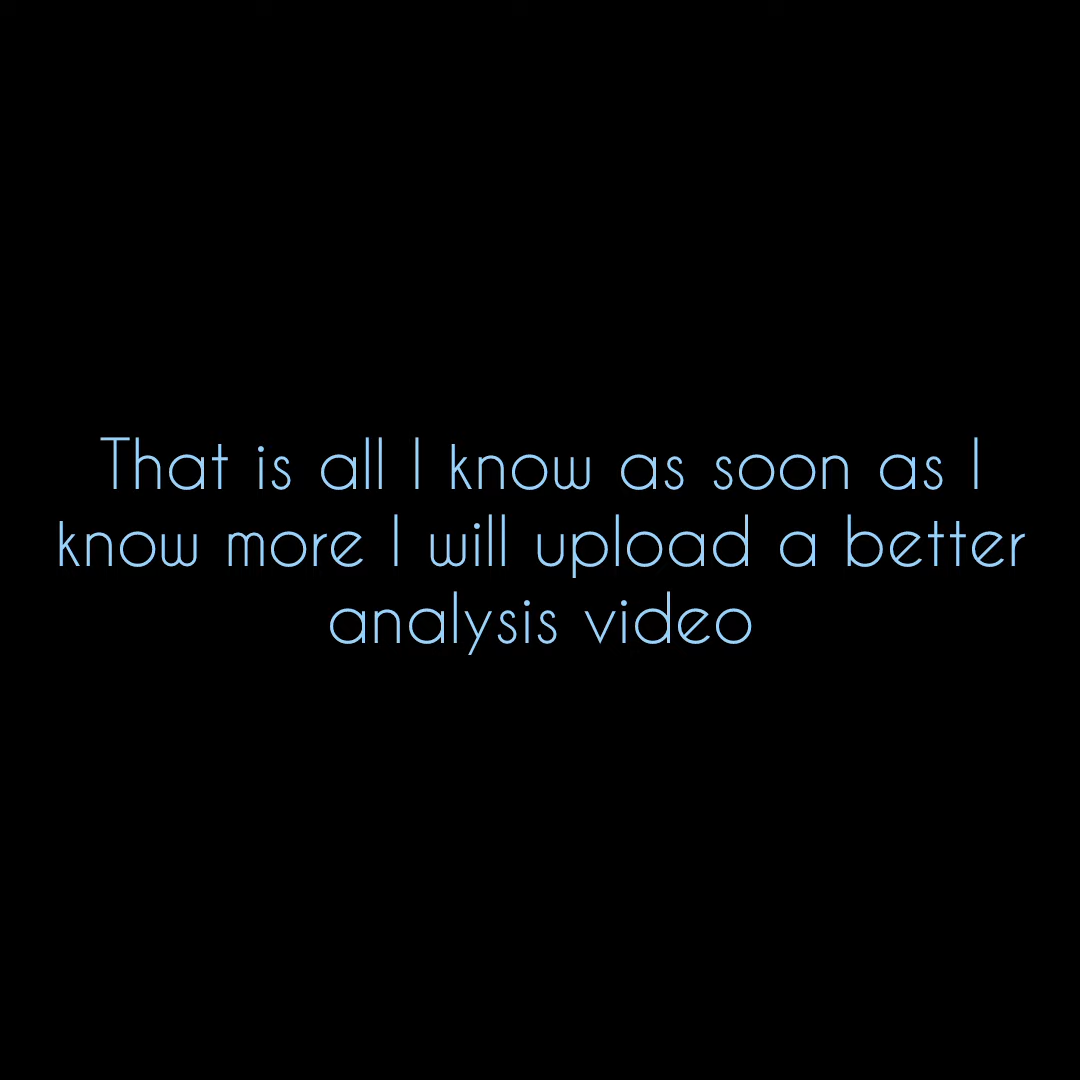 That is all I know as soon as I
know more I will upload a better
analysis video